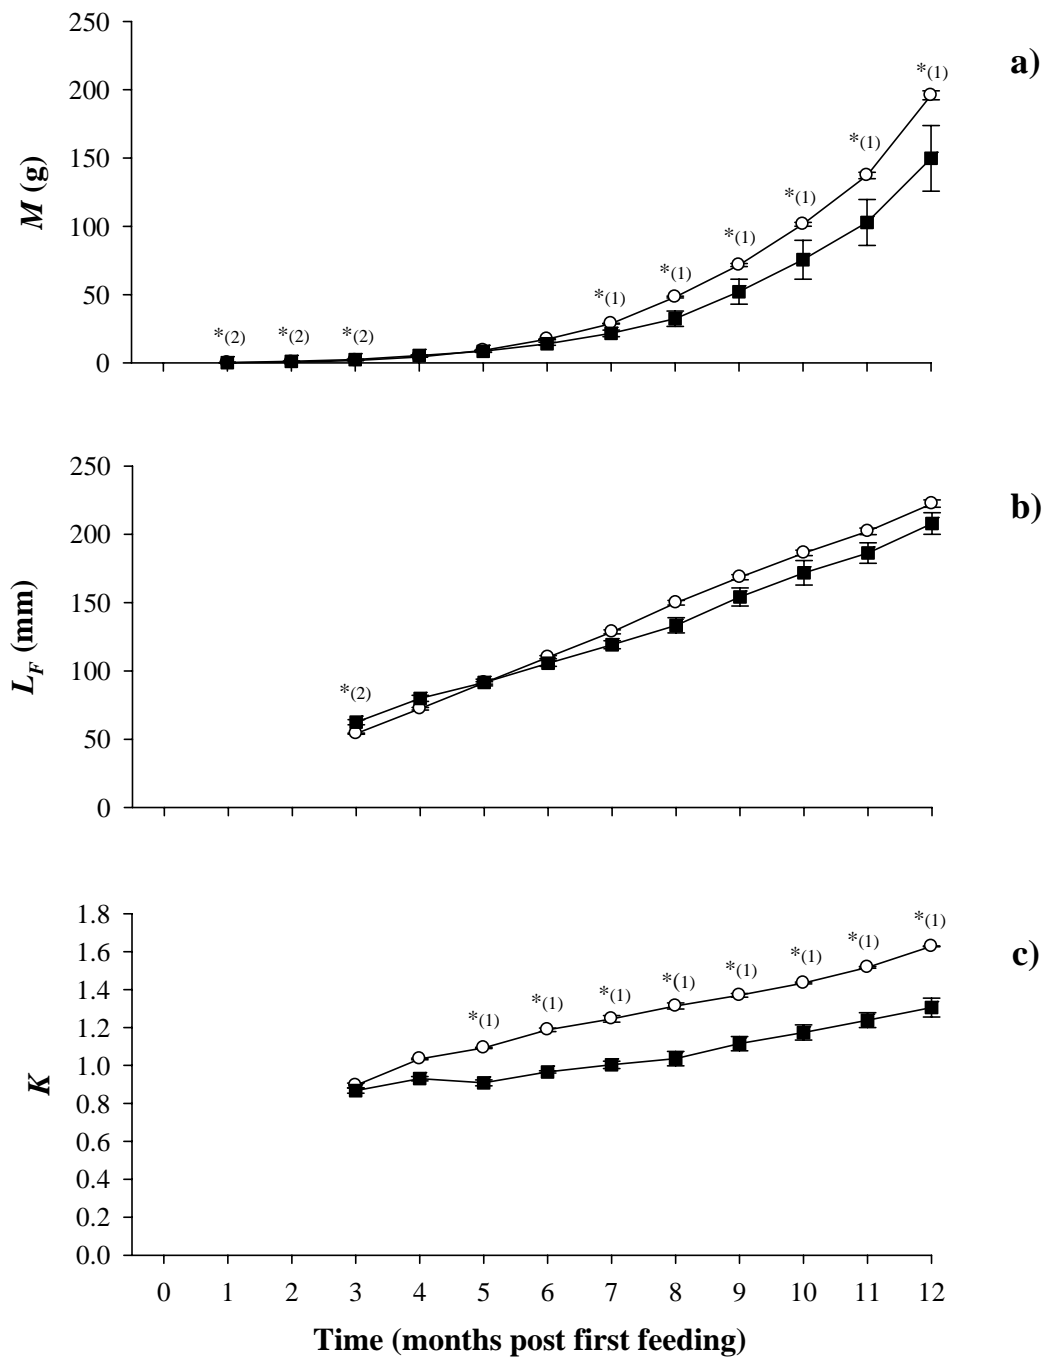 a)
250
200
150
100
50
0
M (g)
*(2) *(2) *(2) *(1) *(1) *(1) *(1) *(1) *(1)
b)
250
200
150
100
50
0
L_F (mm)
*(2)
c)
1.8
1.6
1.4
1.2
1.0
0.8
0.6
0.4
0.2
0.0
K
*(1) *(1) *(1) *(1) *(1) *(1) *(1) *(1)
0 1 2 3 4 5 6 7 8 9 10 11 12
Time (months post first feeding)